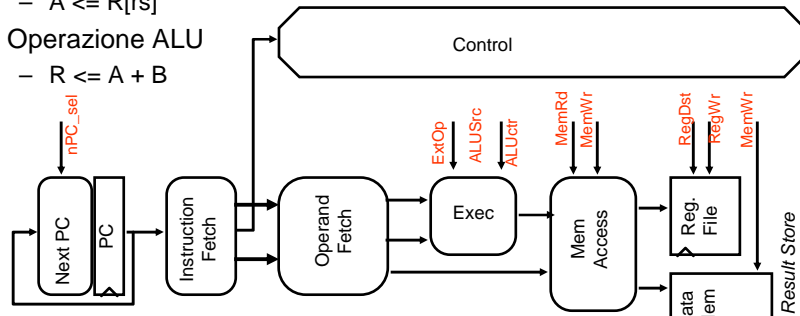 – A <= R[rs]
Operazione ALU
– R <= A + B
Control
nPC_sel
ExtOp
ALUSrc
ALUctr
MemRd
MemWr
RegDst
RegWr
MemWr
Next PC
PC
Instruction
Fetch
Operand
Fetch
Exec
Mem
Access
Reg.
File
Result Store